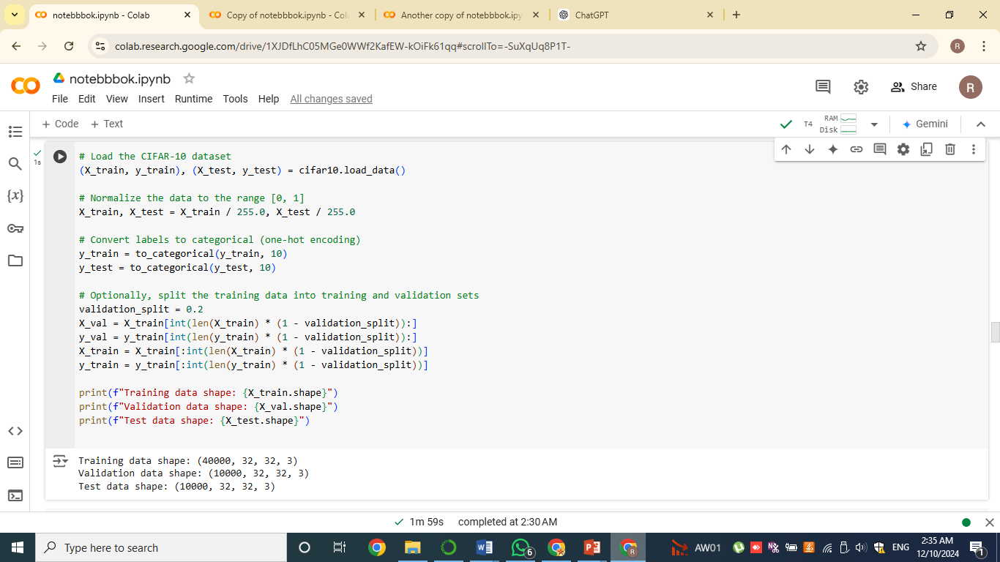 notebbbok.ipynb - Colab
Copy of notebbbok.ipynb - Col
Another copy of notebbbok.ipy
ChatGPT
colab.research.google.com/drive/1XJDfLhC05MGe0WWf2KafEW-kOiFk61qq#scrollTo=-SuXqUq8P1T-
R
notebbbok.ipynb
File Edit View Insert Runtime Tools Help All changes saved
Share
R
+ Code + Text
T4
RAM
Disk
Gemini
1s
# Load the CIFAR-10 dataset
(X_train, y_train), (X_test, y_test) = cifar10.load_data()
# Normalize the data to the range [0, 1]
X_train, X_test = X_train / 255.0, X_test / 255.0
# Convert labels to categorical (one-hot encoding)
y_train = to_categorical(y_train, 10)
y_test = to_categorical(y_test, 10)
# Optionally, split the training data into training and validation sets
validation_split = 0.2
X_val = X_train[int(len(X_train) * (1 - validation_split)):]
y_val = y_train[int(len(y_train) * (1 - validation_split)):]
X_train = X_train[:int(len(X_train) * (1 - validation_split))]
y_train = y_train[:int(len(y_train) * (1 - validation_split))]
print(f"Training data shape: {X_train.shape}")
print(f"Validation data shape: {X_val.shape}")
print(f"Test data shape: {X_test.shape}")
Training data shape: (40000, 32, 32, 3)
Validation data shape: (10000, 32, 32, 3)
Test data shape: (10000, 32, 32, 3)
1m 59s completed at 2:30 AM
Type here to search
6
R
AW01
ENG
2:35 AM
12/10/2024
1